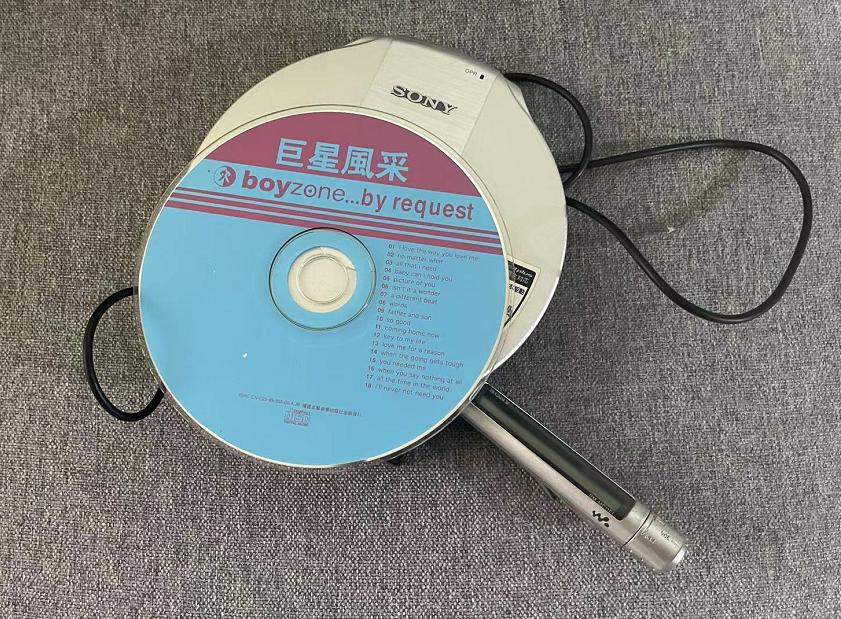 OPR
SONY
巨星風采
boyzone...by request
01 i love the way you love me
02 no matter what
03 all that i need
04 baby can i hold you
05 picture of you
06 isn't it a wonder
07 a different beat
08 words
09 father and son
10 so good
11 coming home now
12 key to my life
13 love me for a reason
14 when the going gets tough
15 you needed me
16 when you say nothing at all
17 all the time in the world
18 i'll never not need you
COMPACT
disc
VOL